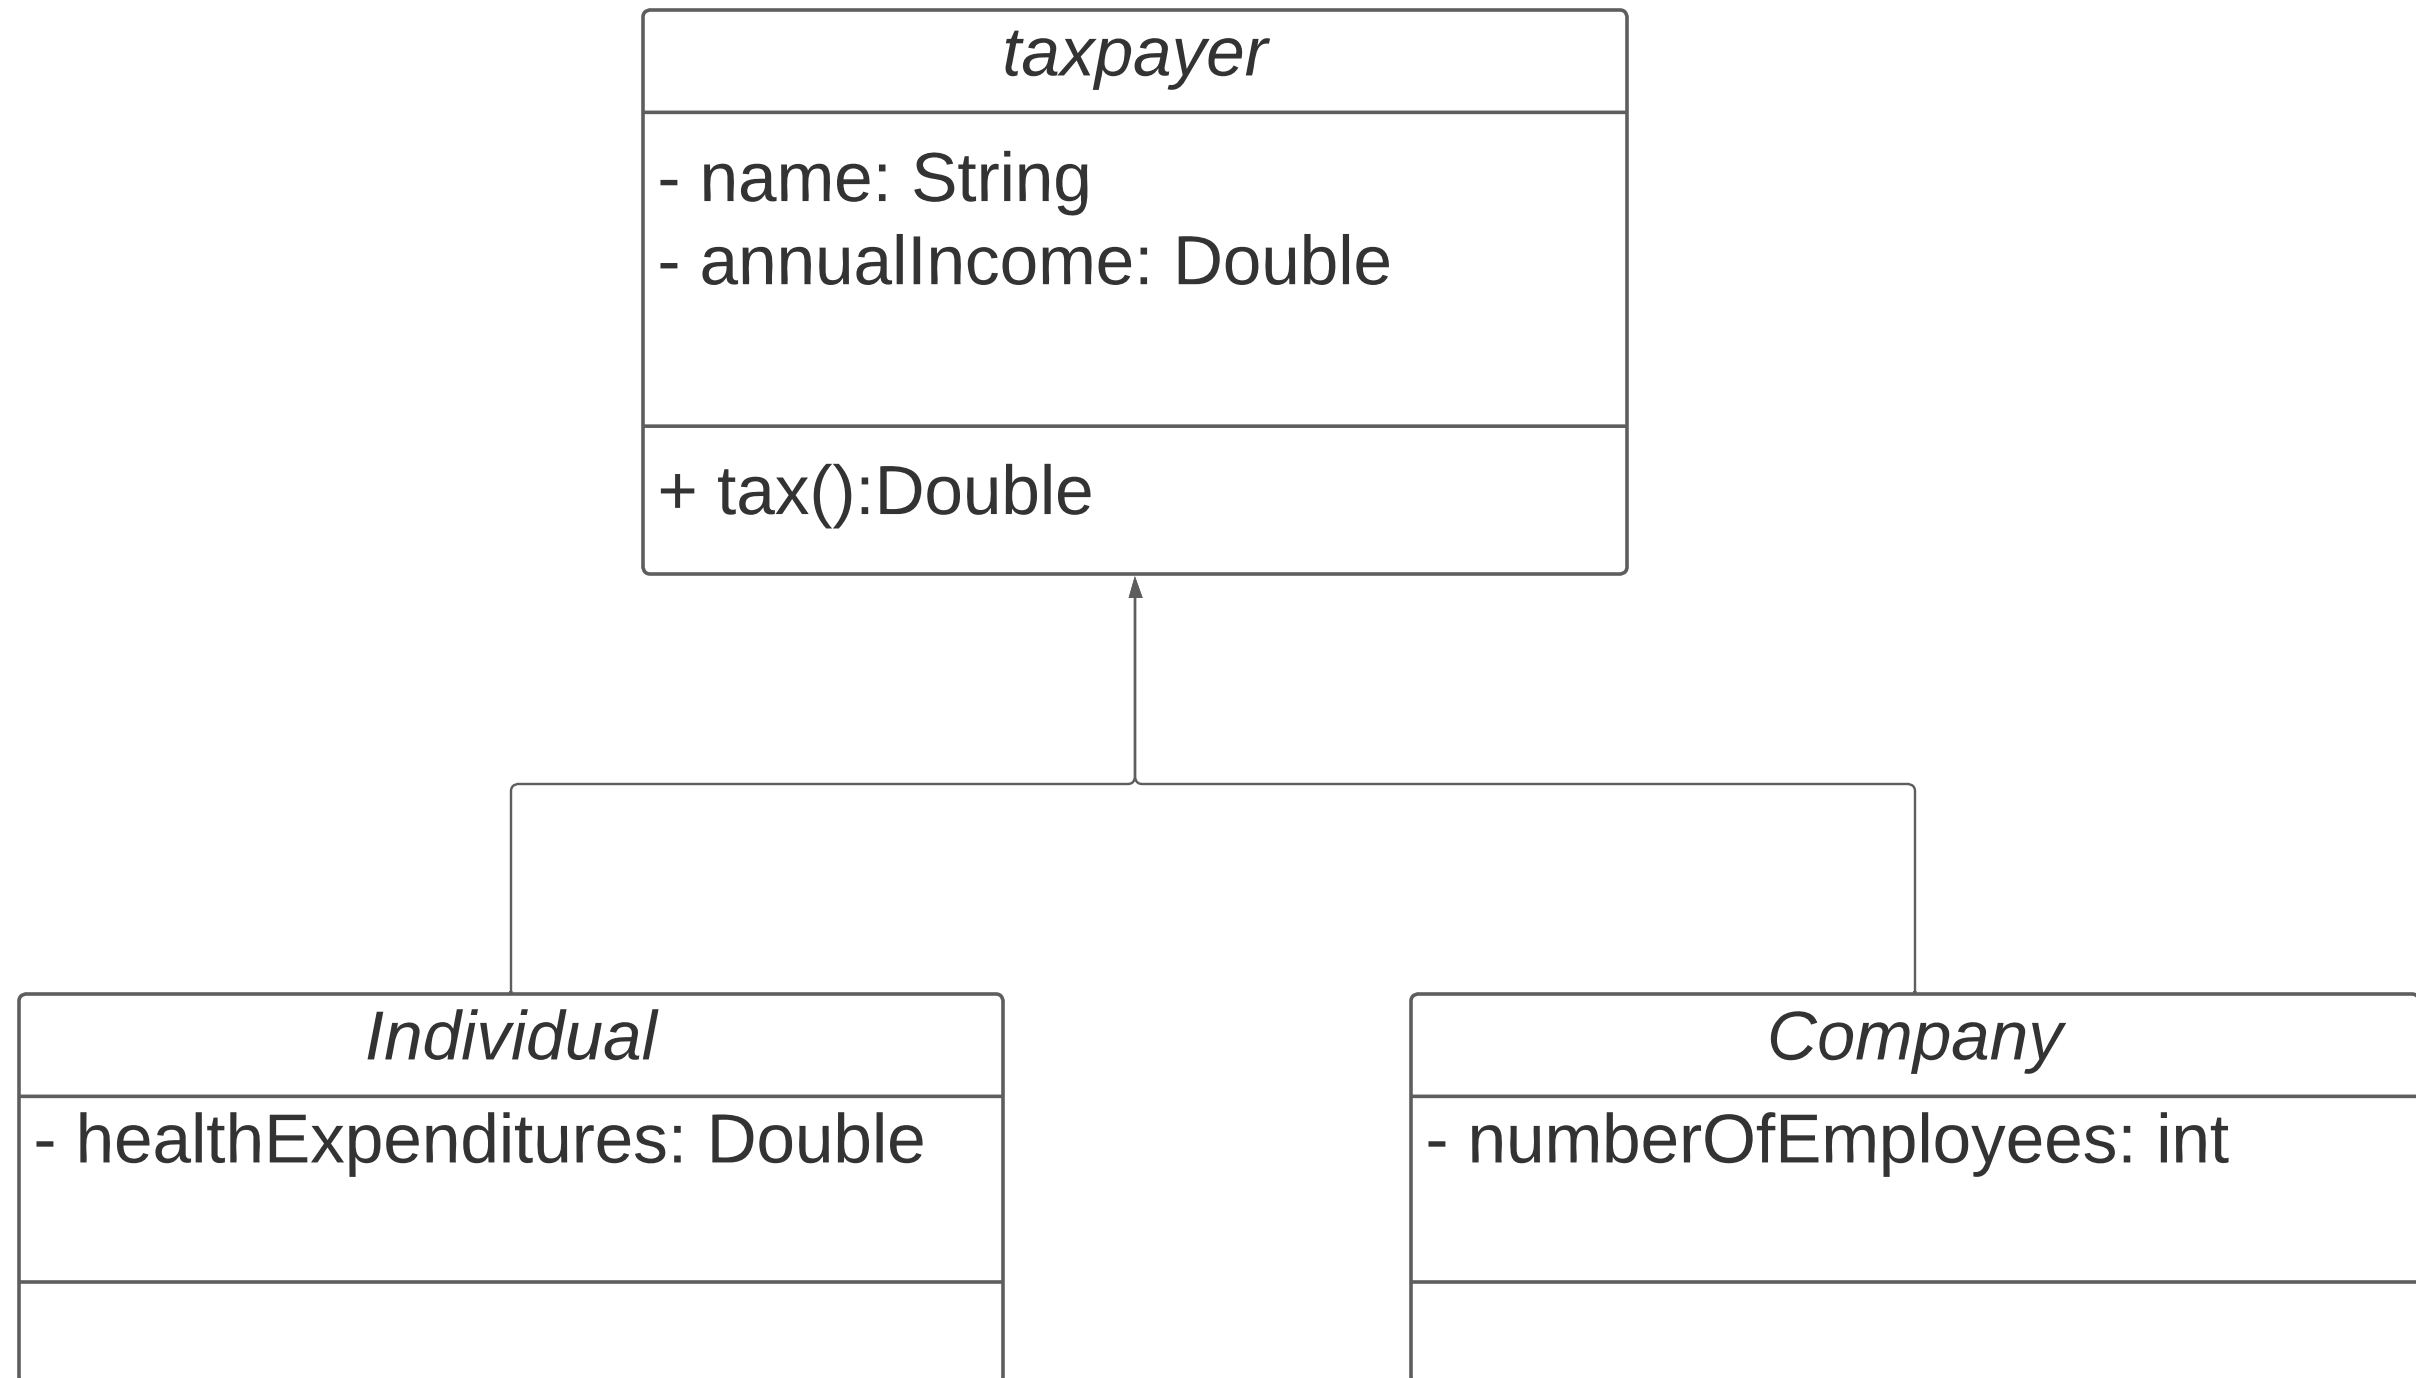 taxpayer
- name: String
- annualIncome: Double
+ tax():Double
Individual
- healthExpenditures: Double
Company
- numberOfEmployees: int